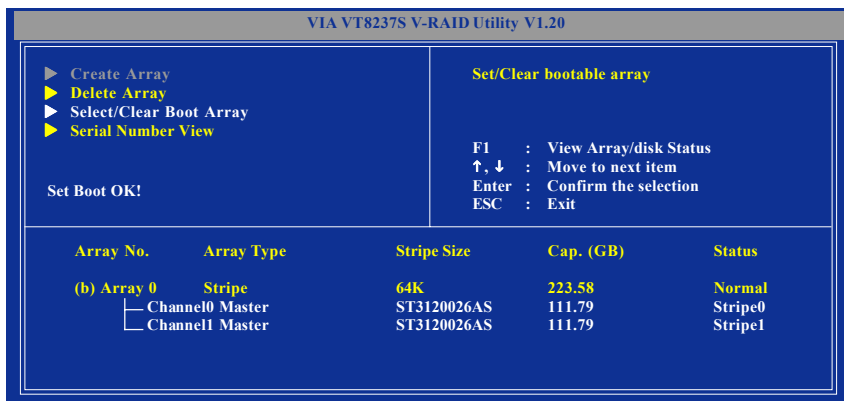 VIA VT8237S V-RAID Utility V1.20
Create Array
Delete Array
Select/Clear Boot Array
Serial Number View
Set Boot OK!
Set/Clear bootable array
F1 : View Array/disk Status
↑, ↓ : Move to next item
Enter : Confirm the selection
ESC : Exit
Array No. Array Type Stripe Size Cap. (GB) Status
(b) Array 0 Stripe 64K 223.58 Normal
Channel0 Master ST3120026AS 111.79 Stripe0
Channel1 Master ST3120026AS 111.79 Stripe1